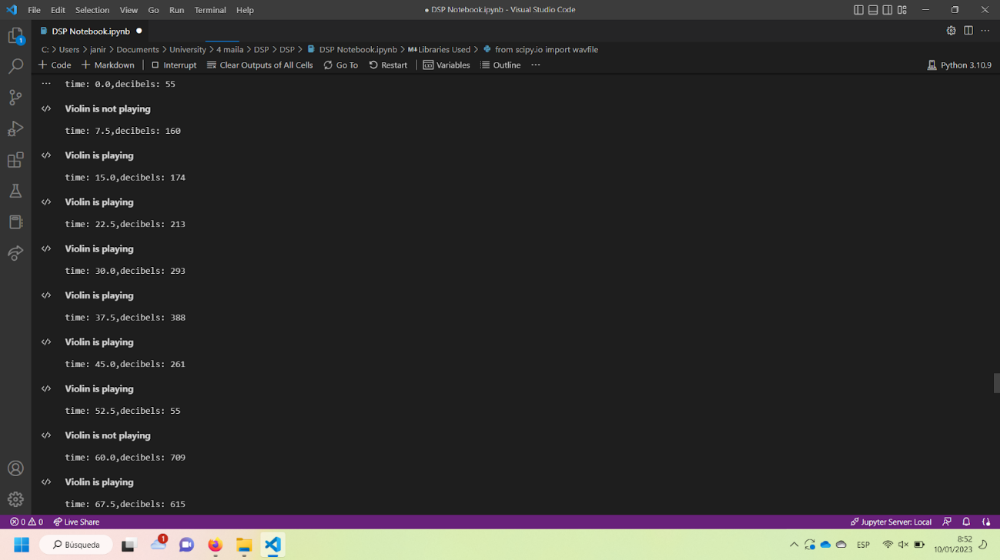 File Edit Selection View Go Run Terminal Help
● DSP Notebook.ipynb - Visual Studio Code
DSP Notebook.ipynb ●
1
C: > Users > janir > Documents > University > 4 maila > DSP > DSP > DSP Notebook.ipynb > M↓Libraries Used > from scipy.io import wavfile
+ Code + Markdown | Interrupt Clear Outputs of All Cells Go To Restart | Variables Outline ...
Python 3.10.9
... time: 0.0,decibels: 55
</> Violin is not playing
time: 7.5,decibels: 160
</> Violin is playing
time: 15.0,decibels: 174
</> Violin is playing
time: 22.5,decibels: 213
</> Violin is playing
time: 30.0,decibels: 293
</> Violin is playing
time: 37.5,decibels: 388
</> Violin is playing
time: 45.0,decibels: 261
</> Violin is playing
time: 52.5,decibels: 55
</> Violin is not playing
time: 60.0,decibels: 709
</> Violin is playing
time: 67.5,decibels: 615
0 0 Live Share
Jupyter Server: Local
Búsqueda
1
ESP
8:52
10/01/2023